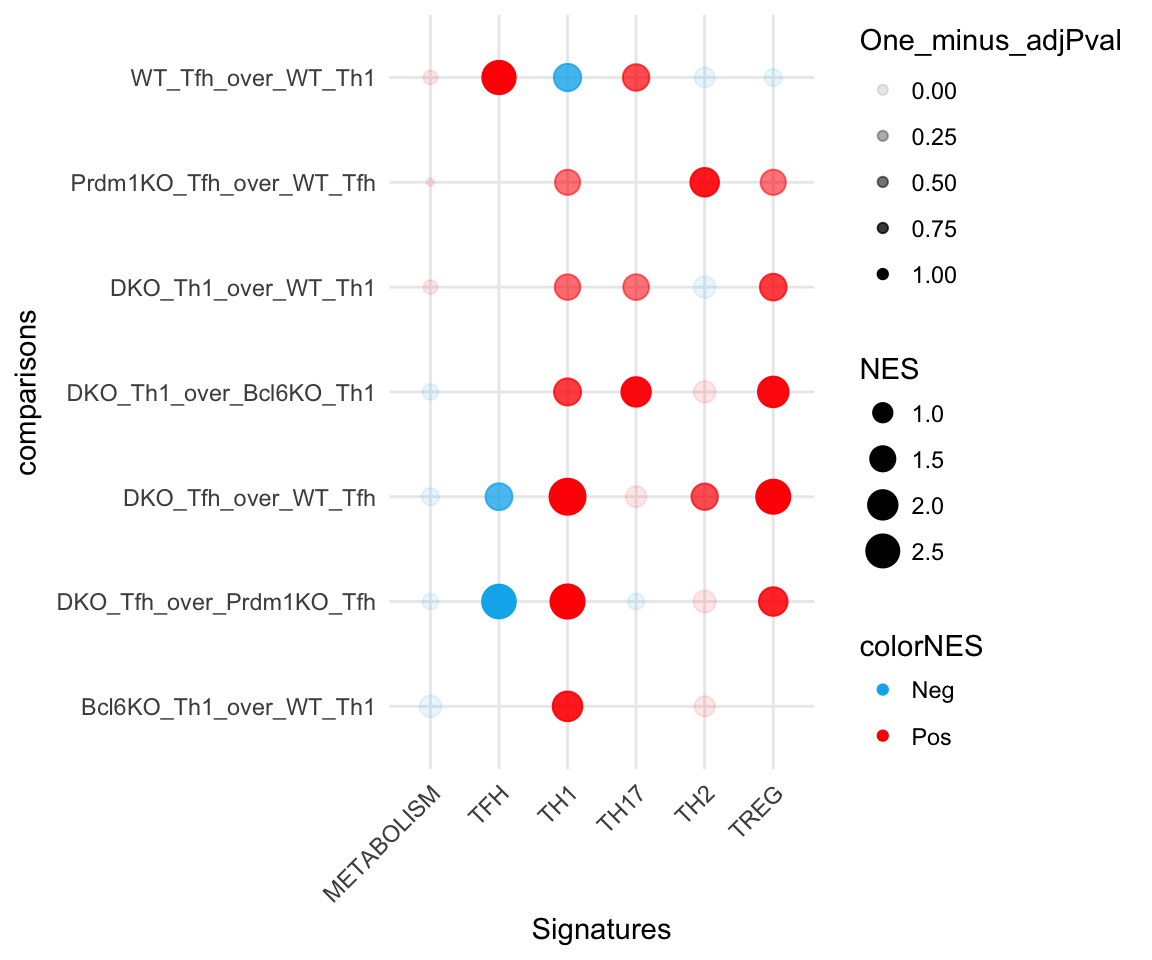 comparisons
WT_Tfh_over_WT_Th1
Prdm1KO_Tfh_over_WT_Tfh
DKO_Th1_over_WT_Th1
DKO_Th1_over_Bcl6KO_Th1
DKO_Tfh_over_WT_Tfh
DKO_Tfh_over_Prdm1KO_Tfh
Bcl6KO_Th1_over_WT_Th1
METABOLISM
TFH
TH1
TH17
TH2
TREG
Signatures
One_minus_adjPval
0.00
0.25
0.50
0.75
1.00
NES
1.0
1.5
2.0
2.5
colorNES
Neg
Pos